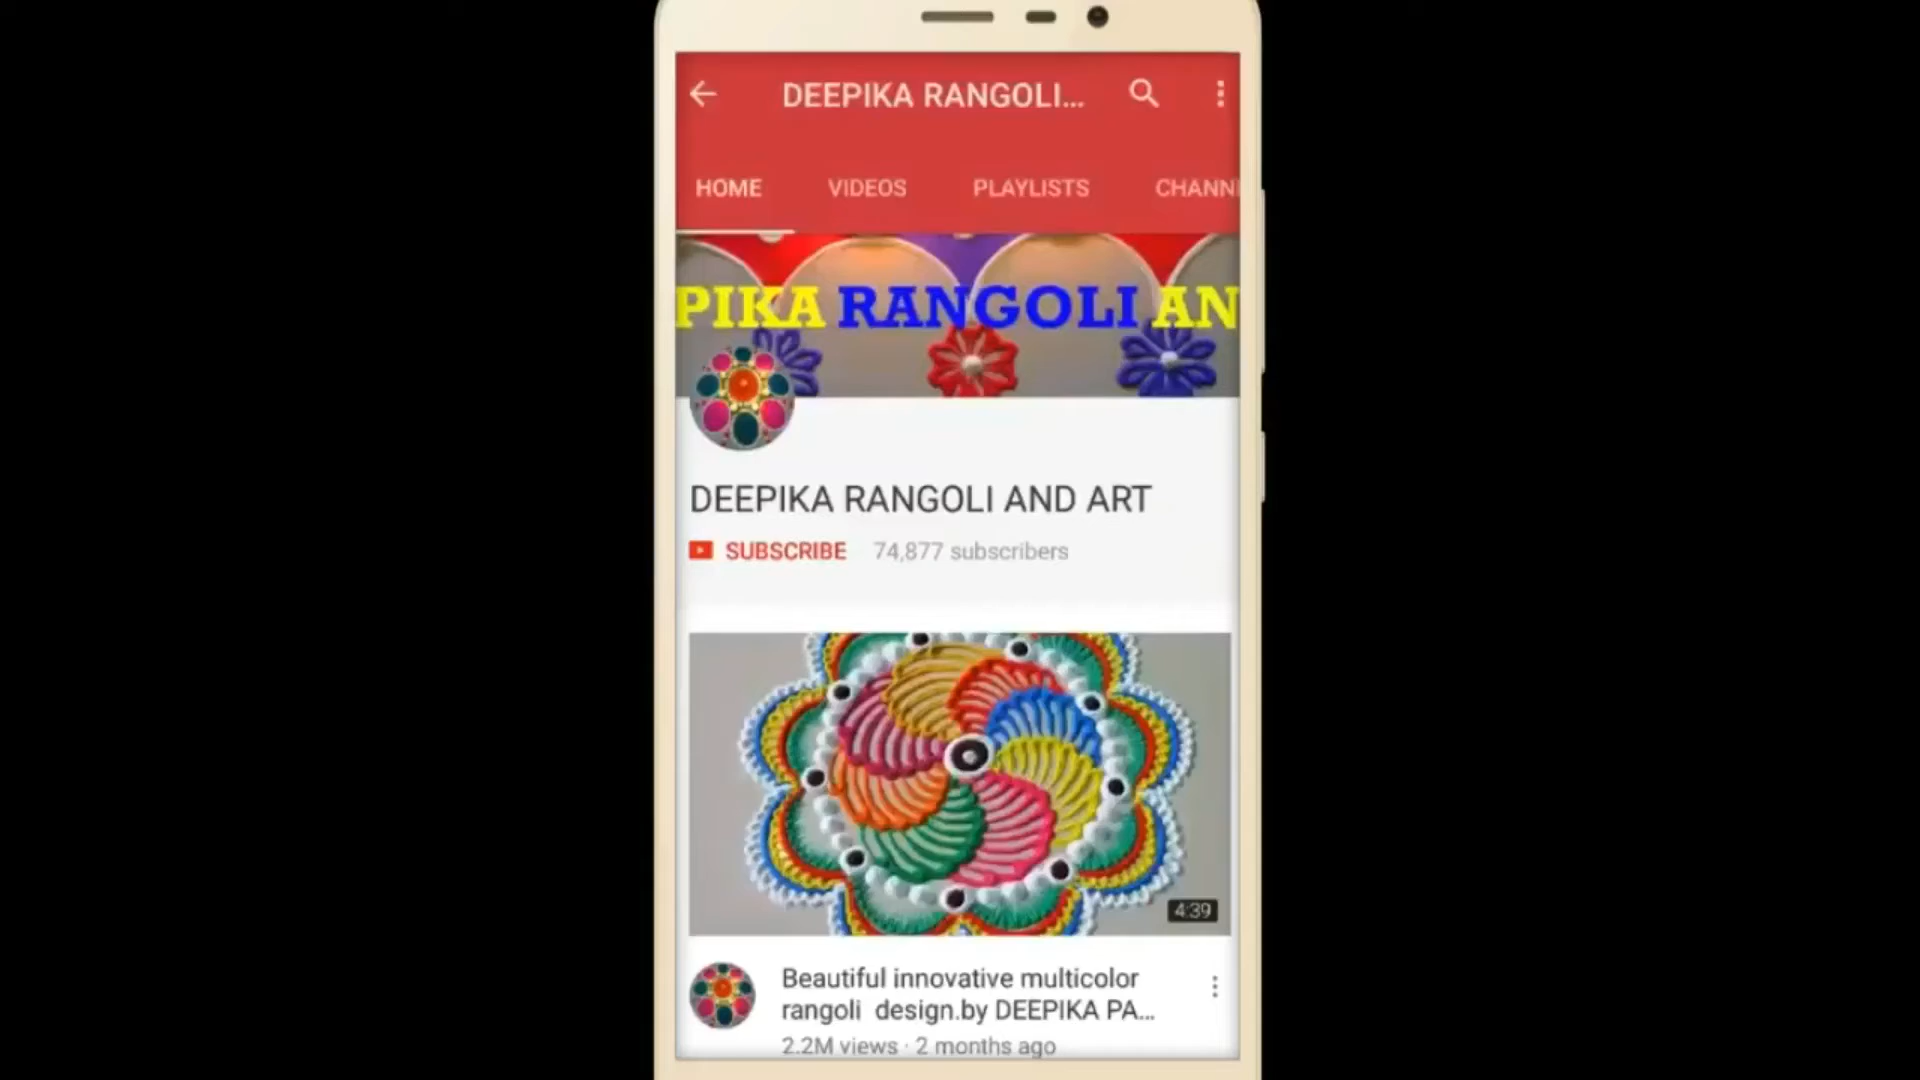 DEEPIKA RANGOLI...
HOME VIDEOS PLAYLISTS CHANN
PIKA RANGOLI AN
DEEPIKA RANGOLI AND ART
SUBSCRIBE 74,877 subscribers
4:39
Beautiful innovative multicolor
rangoli design.by DEEPIKA PA...
2.2M views · 2 months ago